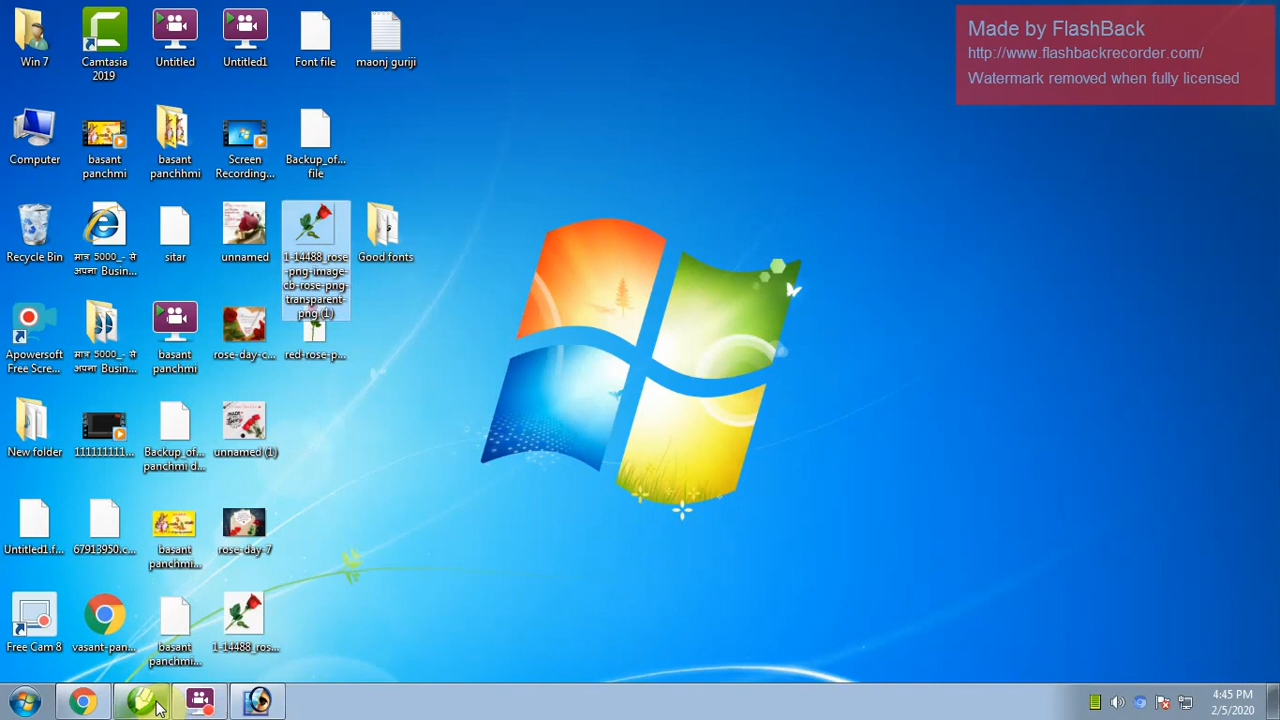 Made by FlashBack
http://www.flashbackrecorder.com/
Watermark removed when fully licensed
Win 7
Camtasia
2019
Untitled
Untitled1
Font file
maonj guriji
Computer
basant
panchmi
basant
panchhmi
Screen
Recording...
Backup_of...
file
Recycle Bin
मात्र 5000_- से
अपना Busin...
sitar
unnamed
1-14488_rose
-png-image-
cb-rose-png-
transparent-
png (1)
Good fonts
Apowersoft
Free Scre...
मात्र 5000_- से
अपना Busin...
basant
panchmi
rose-day-c...
red-rose-p...
New folder
111111111...
Backup_of...
panchmi d...
unnamed (1)
Untitled1.f...
67913950.c...
basant
panchmi...
rose-day-7
Free Cam 8
vasant-pan...
basant
panchmi...
1-14488_ros...
4:45 PM
2/5/2020